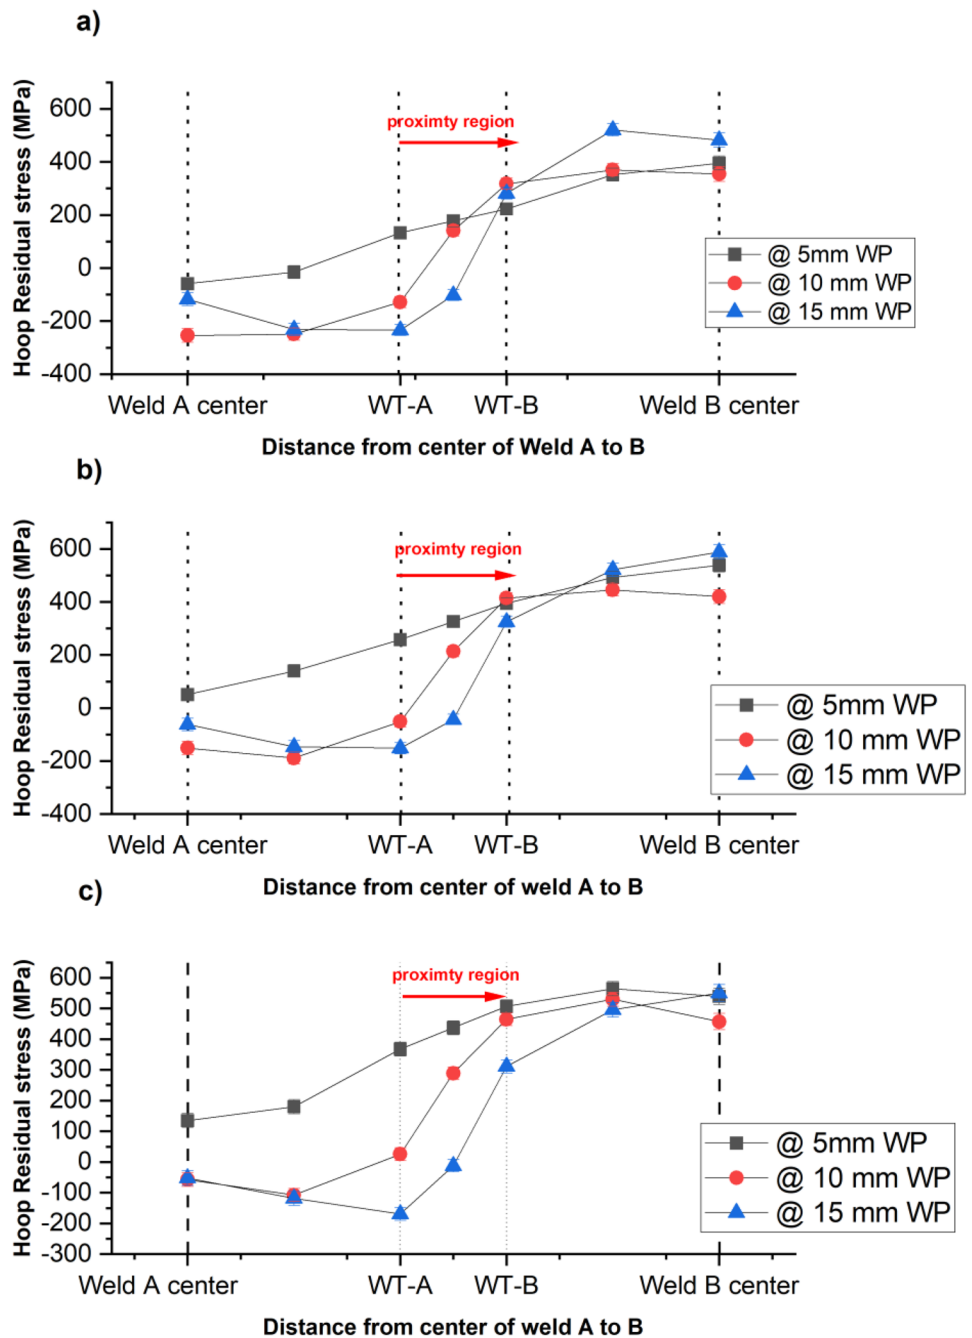 a)
Hoop Residual stress (MPa)
600
400
200
0
-200
-400
proximty region
@ 5mm WP
@ 10 mm WP
@ 15 mm WP
Weld A center
WT-A
WT-B
Weld B center
Distance from center of Weld A to B
b)
Hoop Residual stress (MPa)
600
400
200
0
-200
-400
proximty region
@ 5mm WP
@ 10 mm WP
@ 15 mm WP
Weld A center
WT-A
WT-B
Weld B center
Distance from center of weld A to B
c)
Hoop Residual stress (MPa)
600
500
400
300
200
100
0
-100
-200
-300
proximty region
@ 5mm WP
@ 10 mm WP
@ 15 mm WP
Weld A center
WT-A
WT-B
Weld B center
Distance from center of weld A to B